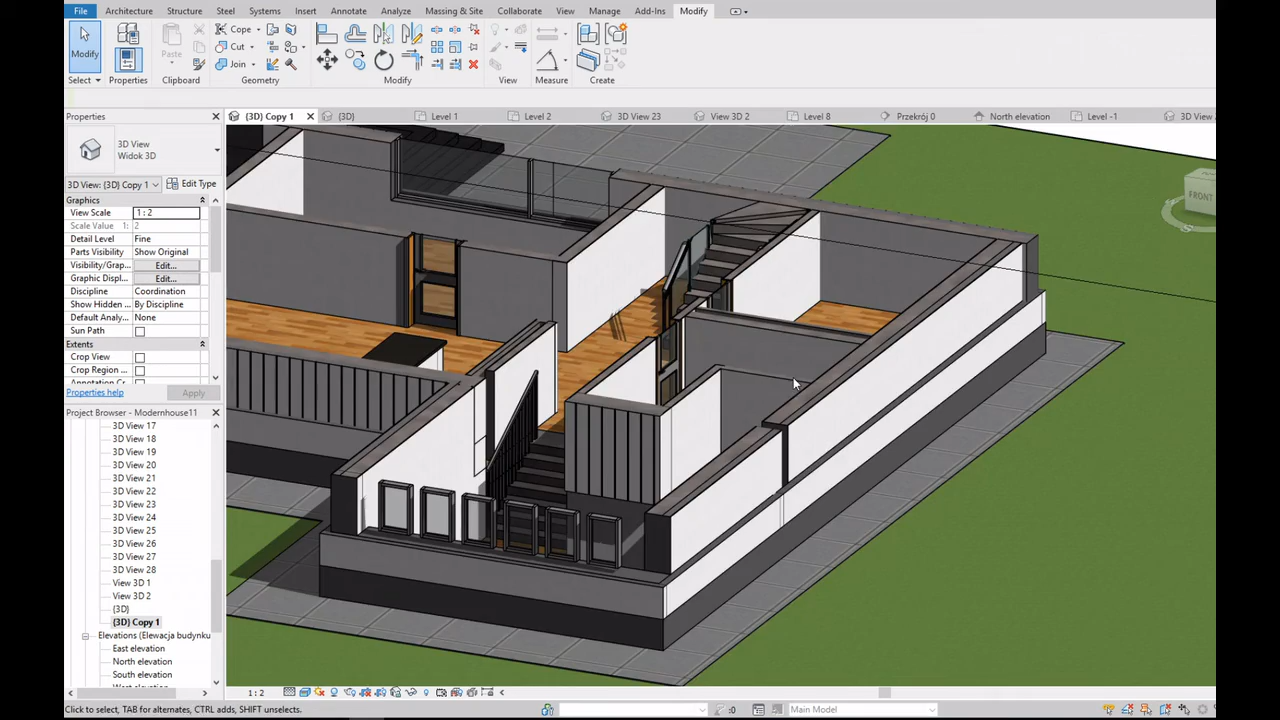 File Architecture Structure Steel Systems Insert Annotate Analyze Massing & Site Collaborate View Manage Add-Ins Modify
Modify
Properties
Paste
Cope
Cut
Join
Select Properties Clipboard Geometry Modify View Measure Create
Properties
{3D} Copy 1 {3D} Level 1 Level 2 3D View 23 View 3D 2 Level 8 Przekrój 0 North elevation Level -1 3D View
3D View
Widok 3D
3D View: {3D} Copy 1 Edit Type
Graphics
View Scale 1 : 2
Scale Value 1: 2
Detail Level Fine
Parts Visibility Show Original
Visibility/Grap... Edit...
Graphic Displ... Edit...
Discipline Coordination
Show Hidden ... By Discipline
Default Analy... None
Sun Path
Extents
Crop View
Crop Region ...
Annotation Cr
Properties help Apply
Project Browser - Modernhouse11
3D View 17
3D View 18
3D View 19
3D View 20
3D View 21
3D View 22
3D View 23
3D View 24
3D View 25
3D View 26
3D View 27
3D View 28
View 3D 1
View 3D 2
{3D}
{3D} Copy 1
Elevations (Elewacja budynku
East elevation
North elevation
South elevation
West elevation
FRONT
S
1 : 2
Click to select, TAB for alternates, CTRL adds, SHIFT unselects.
:0
Main Model